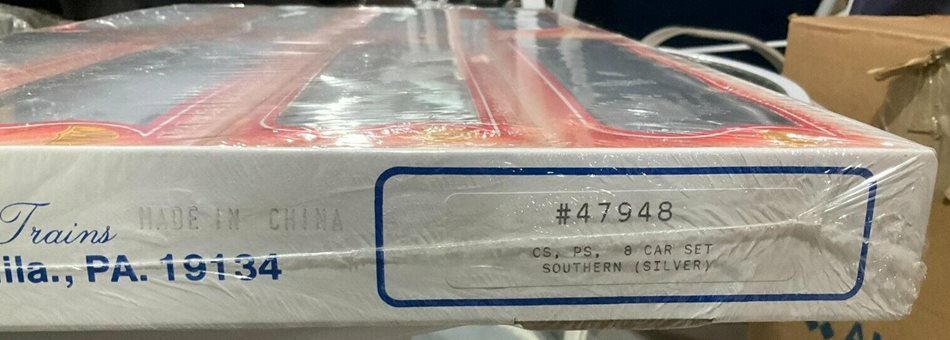 Trains MADE IN CHINA
ila., PA. 19134
#47948
CS, PS, 8 CAR SET
SOUTHERN (SILVER)